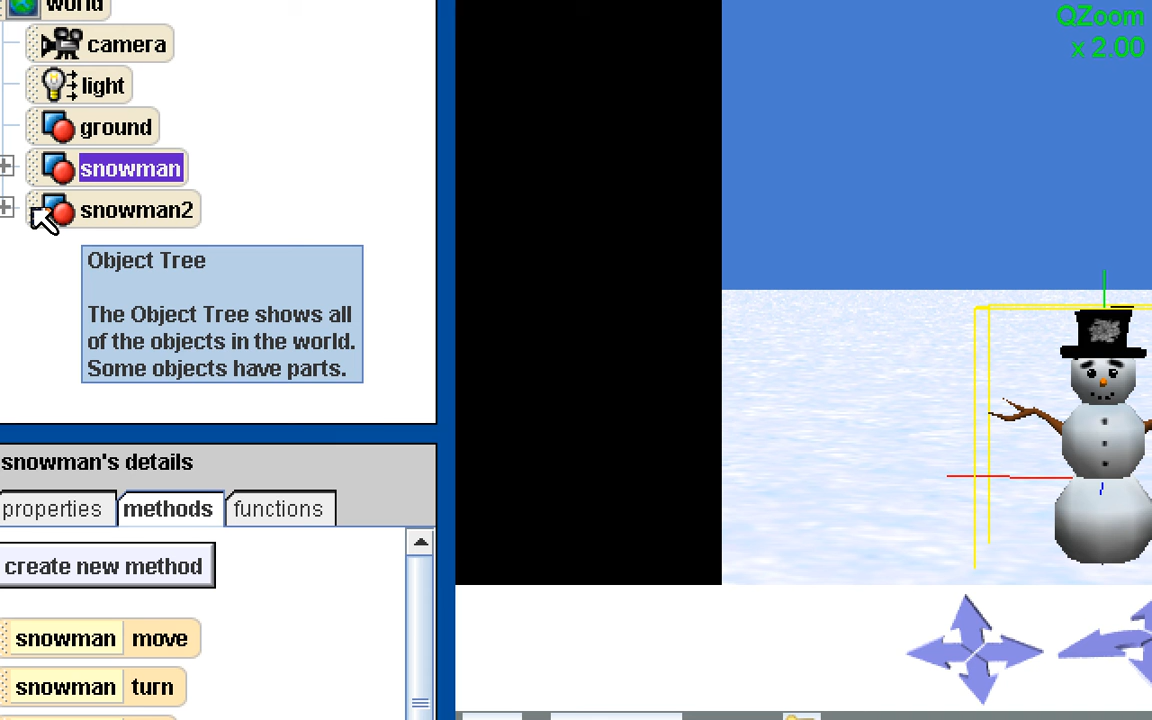 world
camera
light
ground
snowman
snowman2
Object Tree
The Object Tree shows all
of the objects in the world.
Some objects have parts.
snowman's details
properties
methods
functions
create new method
snowman move
snowman turn
QZoom
x 2.00